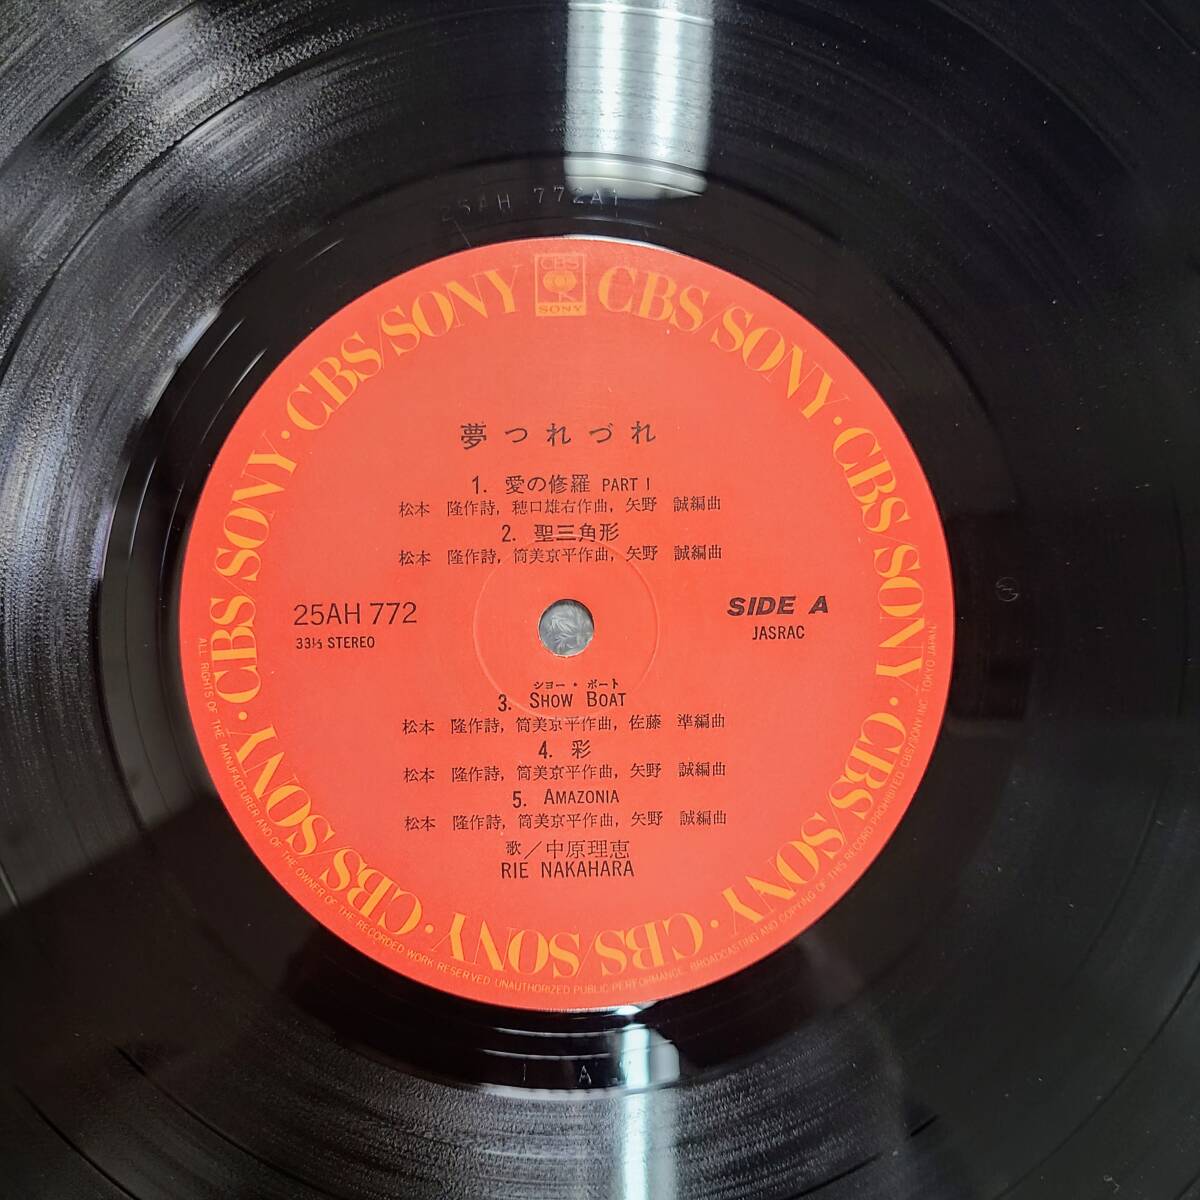 25AH 772A1
CBS/SONY · CBS/SONY · CBS/SONY · CBS/SONY · CBS/SONY · CBS/SONY · CBS/SONY · CBS/SONY
CBS
SONY
夢つれづれ
1. 愛の修羅 PART I
松本 隆作詩, 穂口雄右作曲, 矢野 誠編曲
2. 聖三角形
松本 隆作詩, 筒美京平作曲, 矢野 誠編曲
25AH 772
33⅓ STEREO
SIDE A
JASRAC
ショー・ボート
3. SHOW BOAT
松本 隆作詩, 筒美京平作曲, 佐藤 準編曲
4. 彩
松本 隆作詩, 筒美京平作曲, 矢野 誠編曲
5. AMAZONIA
松本 隆作詩, 筒美京平作曲, 矢野 誠編曲
歌／中原理恵
RIE NAKAHARA
ALL RIGHTS OF THE MANUFACTURER AND OF THE OWNER OF THE RECORDED WORK RESERVED. UNAUTHORIZED PUBLIC PERFORMANCE, BROADCASTING AND COPYING OF THIS RECORD PROHIBITED CBS/SONY INC. TOKYO JAPAN.